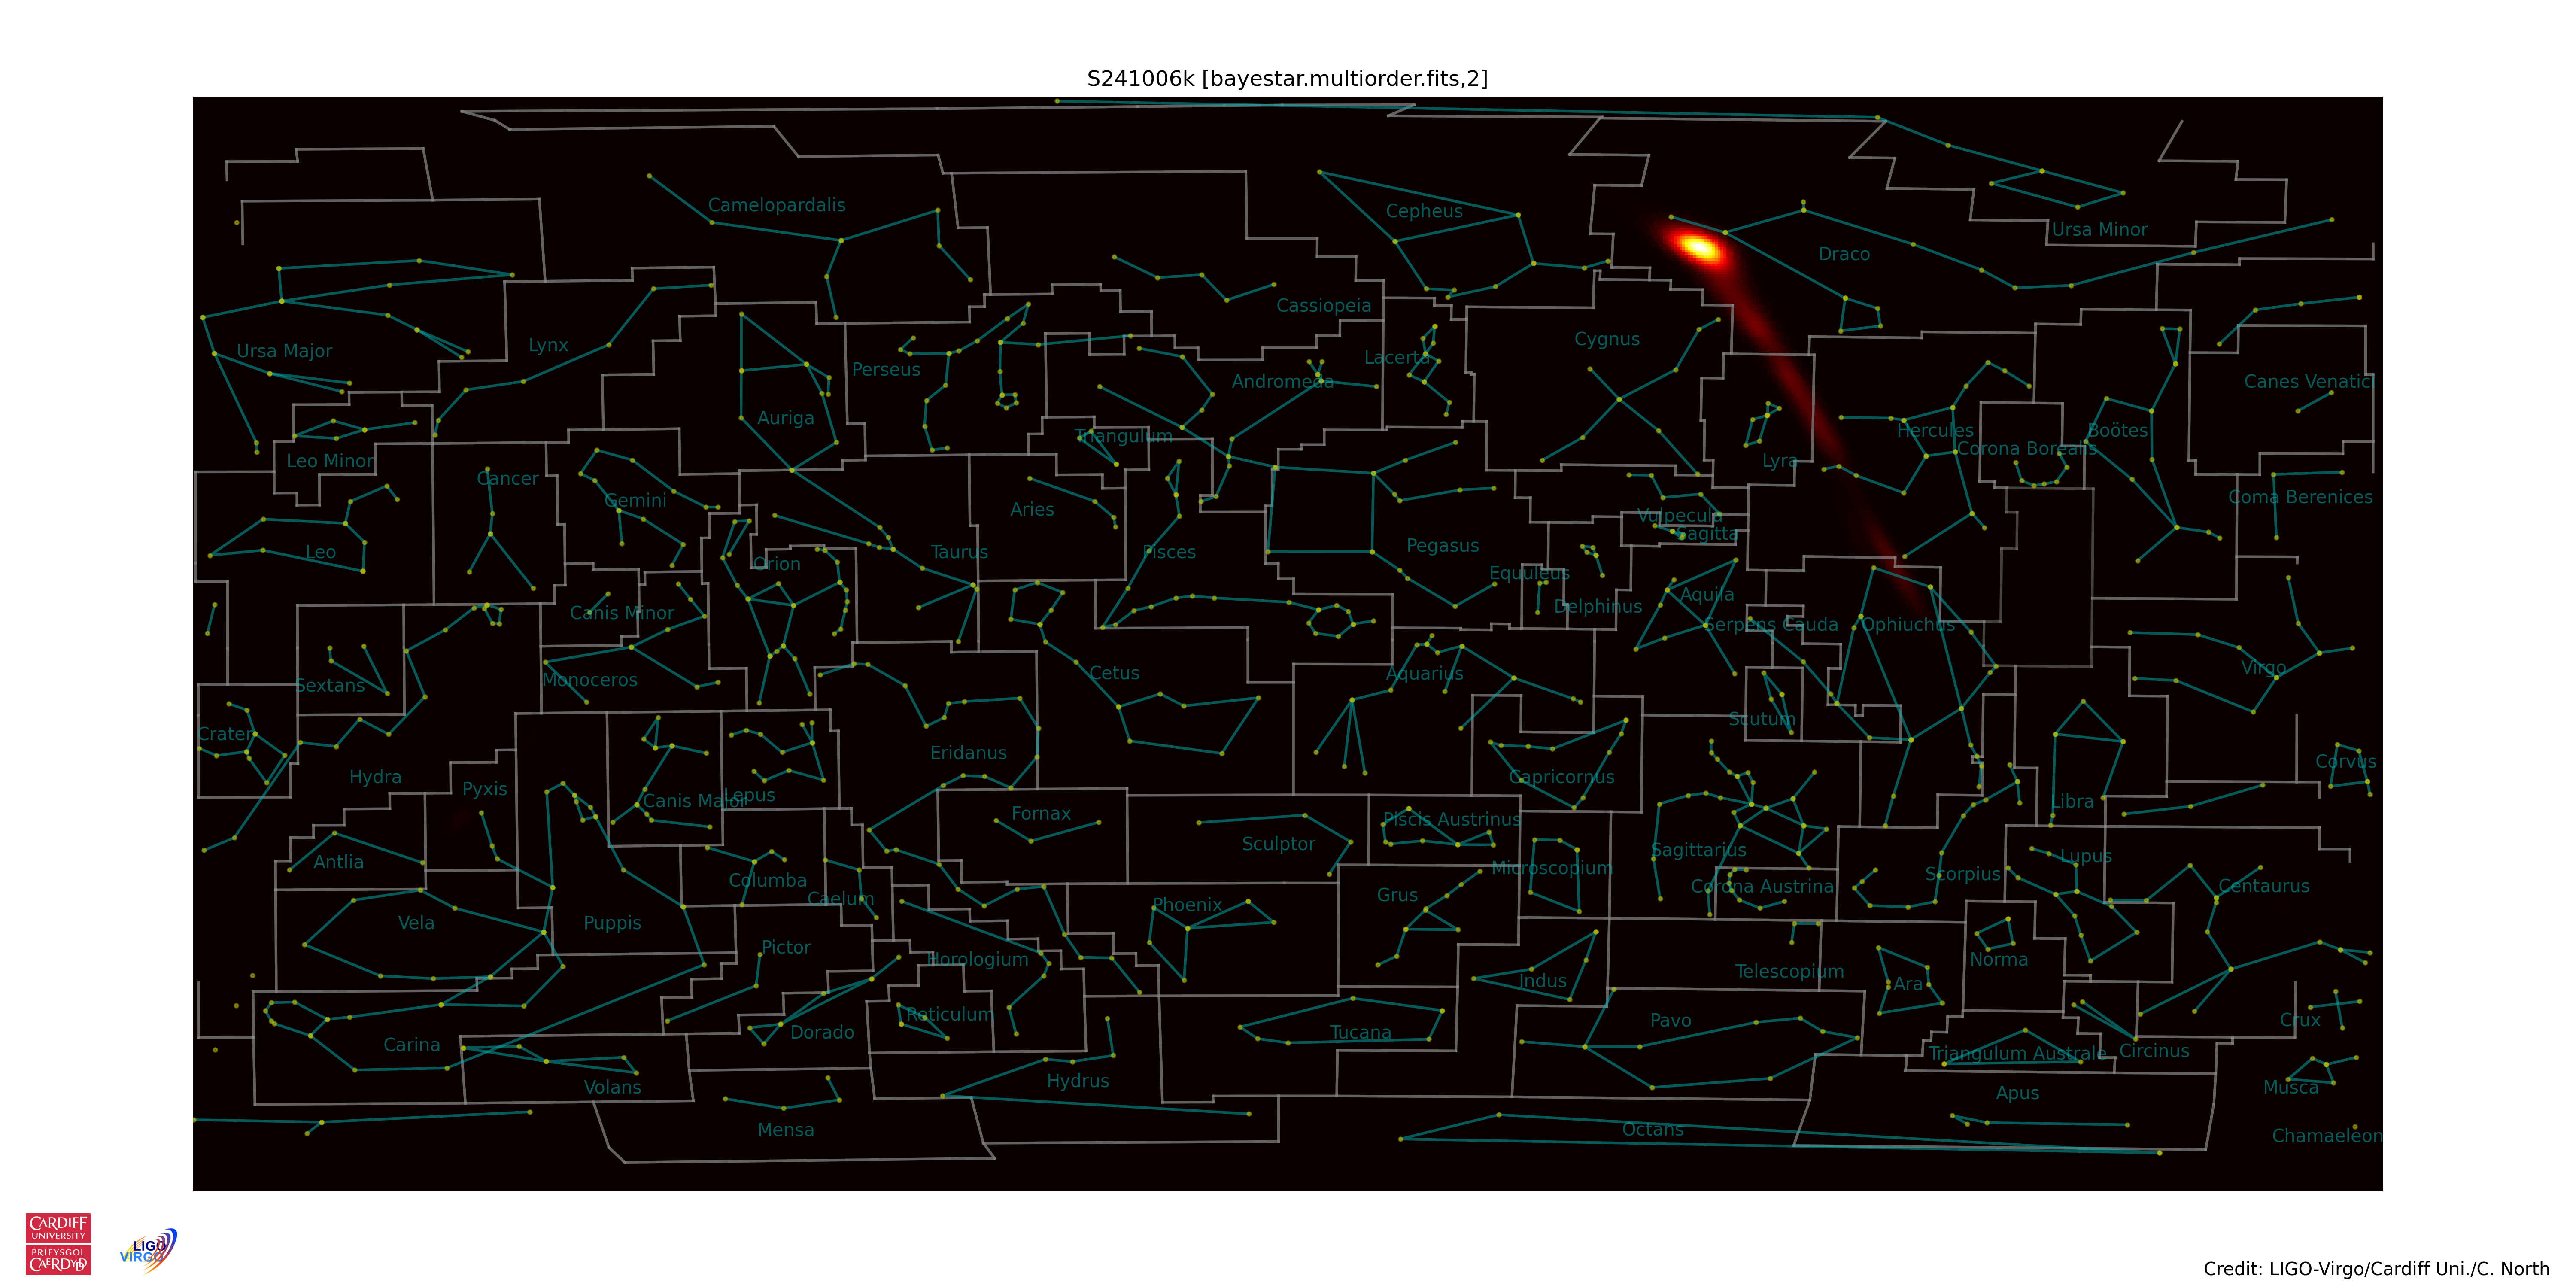 S241006k [bayestar.multiorder.fits,2]
Camelopardalis
Cepheus
Ursa Minor
Draco
Cassiopeia
Ursa Major
Lynx
Perseus
Cygnus
Lacerta
Andromeda
Canes Venatici
Auriga
Triangulum
Hercules
Boötes
Corona Borealis
Leo Minor
Lyra
Cancer
Gemini
Aries
Coma Berenices
Vulpecula
Sagitta
Leo
Orion
Taurus
Pisces
Pegasus
Equuleus
Delphinus
Aquila
Canis Minor
Serpens Cauda
Ophiuchus
Virgo
Sextans
Monoceros
Cetus
Aquarius
Crater
Scutum
Eridanus
Corvus
Hydra
Pyxis
Canis Major
Lepus
Capricornus
Libra
Fornax
Piscis Austrinus
Sculptor
Antlia
Sagittarius
Lupus
Microscopium
Columba
Corona Austrina
Scorpius
Centaurus
Caelum
Grus
Phoenix
Vela
Puppis
Pictor
Horologium
Norma
Telescopium
Indus
Ara
Reticulum
Dorado
Tucana
Pavo
Crux
Carina
Triangulum Australe
Circinus
Volans
Hydrus
Apus
Musca
Mensa
Octans
Chamaeleon
CARDIFF
UNIVERSITY
PRIFYSGOL
CAERDYDD
LIGO
VIRGO
Credit: LIGO-Virgo/Cardiff Uni./C. North